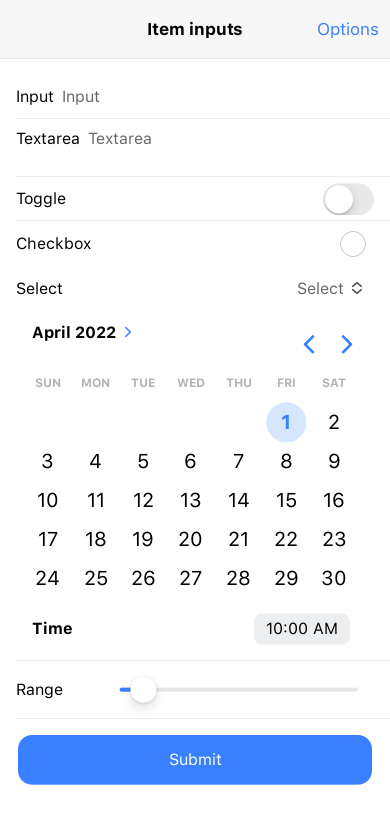 Item inputs Options
Input Input
Textarea Textarea
Toggle
Checkbox
Select Select
April 2022
SUN MON TUE WED THU FRI SAT
1 2
3 4 5 6 7 8 9
10 11 12 13 14 15 16
17 18 19 20 21 22 23
24 25 26 27 28 29 30
Time 10:00 AM
Range
Submit